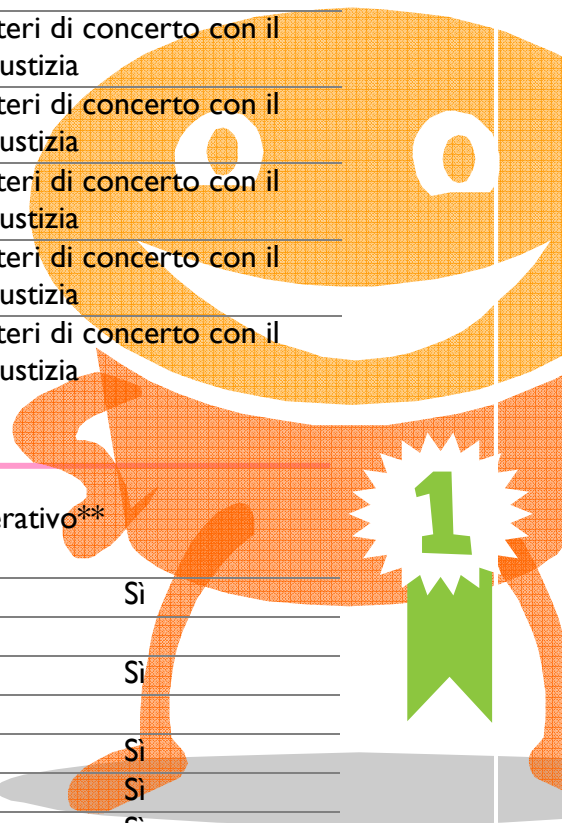 teri di concerto con il
ustizia
teri di concerto con il
ustizia
teri di concerto con il
ustizia
teri di concerto con il
ustizia
teri di concerto con il
ustizia
erativo**
1
Sì
Sì
Sì
Sì
Sì